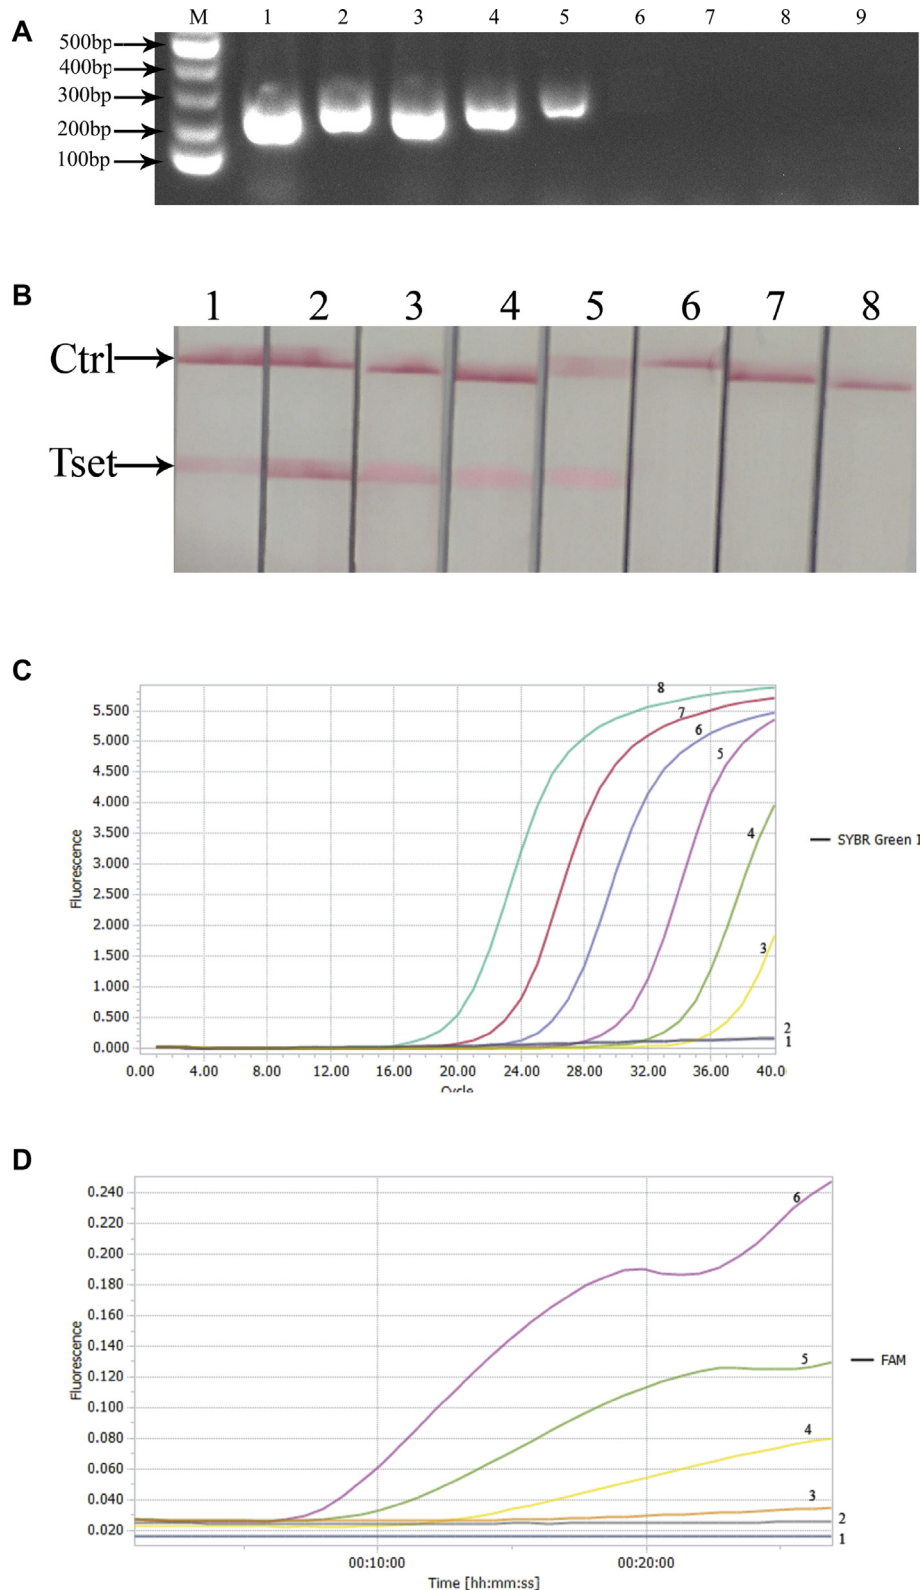 A
M 1 2 3 4 5 6 7 8 9
500bp
400bp
300bp
200bp
100bp
B
1 2 3 4 5 6 7 8
Ctrl
Tset
C
8
7
6
5
4
3
2
1
5.500
5.000
4.500
4.000
3.500
3.000
2.500
2.000
1.500
1.000
0.500
0.000
Fluorescence
SYBR Green I
0.00 4.00 8.00 12.00 16.00 20.00 24.00 28.00 32.00 36.00 40.0
Cycle
D
0.240
0.220
0.200
0.180
0.160
0.140
0.120
0.100
0.080
0.060
0.040
0.020
Fluorescence
6
5
4
3
2
1
FAM
00:10:00 00:20:00
Time [hh:mm:ss]